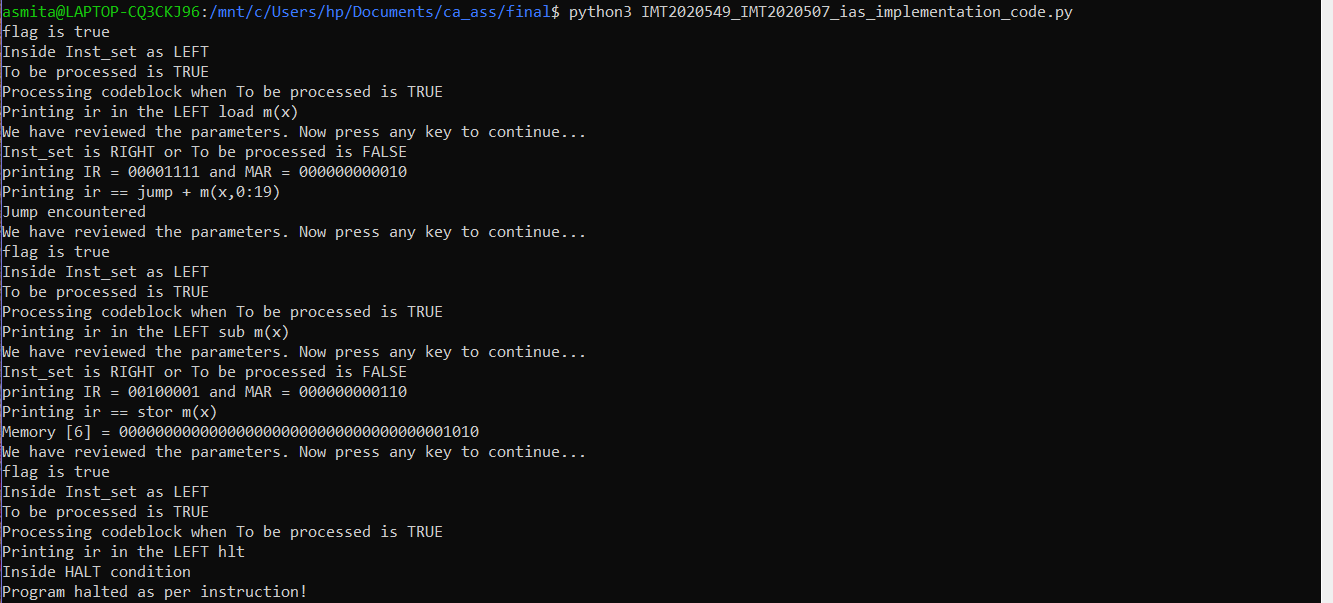 asmita@LAPTOP-CQ3CKJ96:/mnt/c/Users/hp/Documents/ca_ass/final$ python3 IMT2020549_IMT2020507_ias_implementation_code.py
flag is true
Inside Inst_set as LEFT
To be processed is TRUE
Processing codeblock when To be processed is TRUE
Printing ir in the LEFT load m(x)
We have reviewed the parameters. Now press any key to continue...
Inst_set is RIGHT or To be processed is FALSE
printing IR = 00001111 and MAR = 000000000010
Printing ir == jump + m(x,0:19)
Jump encountered
We have reviewed the parameters. Now press any key to continue...
flag is true
Inside Inst_set as LEFT
To be processed is TRUE
Processing codeblock when To be processed is TRUE
Printing ir in the LEFT sub m(x)
We have reviewed the parameters. Now press any key to continue...
Inst_set is RIGHT or To be processed is FALSE
printing IR = 00100001 and MAR = 000000000110
Printing ir == stor m(x)
Memory [6] = 0000000000000000000000000000000000001010
We have reviewed the parameters. Now press any key to continue...
flag is true
Inside Inst_set as LEFT
To be processed is TRUE
Processing codeblock when To be processed is TRUE
Printing ir in the LEFT hlt
Inside HALT condition
Program halted as per instruction!